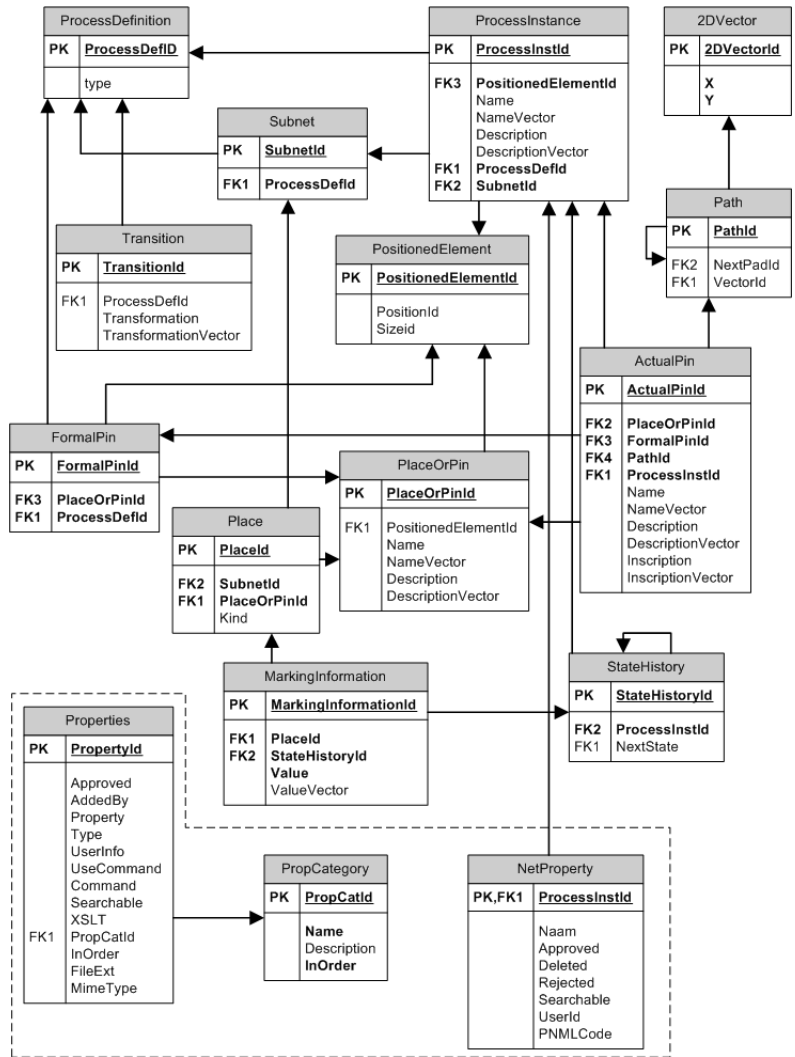 ProcessDefinition
PK ProcessDefID
type
ProcessInstance
PK ProcessInstId
FK3 PositionedElementId
Name
NameVector
Description
DescriptionVector
FK1 ProcessDefId
FK2 SubnetId
2DVector
PK 2DVectorId
X
Y
Subnet
PK SubnetId
FK1 ProcessDefId
Path
PK PathId
FK2 NextPadId
FK1 VectorId
Transition
PK TransitionId
FK1 ProcessDefId
Transformation
TransformationVector
PositionedElement
PK PositionedElementId
PositionId
Sizeid
ActualPin
PK ActualPinId
FK2 PlaceOrPinId
FK3 FormalPinId
FK4 PathId
FK1 ProcessInstId
Name
NameVector
Description
DescriptionVector
Inscription
InscriptionVector
FormalPin
PK FormalPinId
FK3 PlaceOrPinId
FK1 ProcessDefId
PlaceOrPin
PK PlaceOrPinId
FK1 PositionedElementId
Name
NameVector
Description
DescriptionVector
Place
PK PlaceId
FK2 SubnetId
FK1 PlaceOrPinId
Kind
MarkingInformation
PK MarkingInformationId
FK1 PlaceId
FK2 StateHistoryId
Value
ValueVector
StateHistory
PK StateHistoryId
FK2 ProcessInstId
FK1 NextState
Properties
PK PropertyId
Approved
AddedBy
Property
Type
UserInfo
UseCommand
Command
Searchable
XSLT
FK1 PropCatId
InOrder
FileExt
MimeType
PropCategory
PK PropCatId
Name
Description
InOrder
NetProperty
PK,FK1 ProcessInstId
Naam
Approved
Deleted
Rejected
Searchable
UserId
PNMLCode